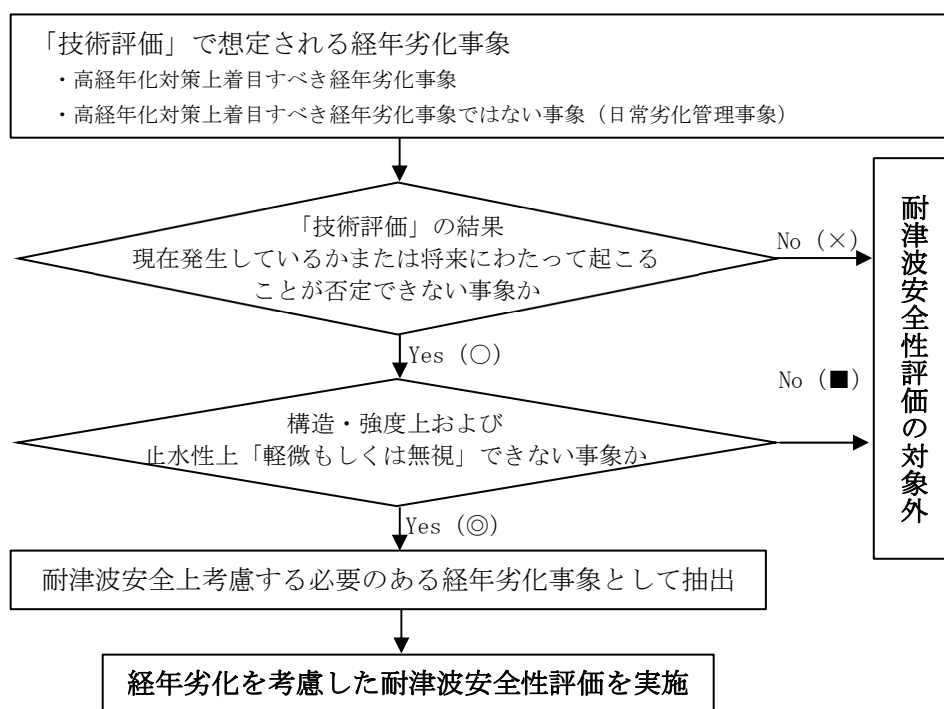 「技術評価」で想定される経年劣化事象
・高経年化対策上着目すべき経年劣化事象
・高経年化対策上着目すべき経年劣化事象ではない事象（日常劣化管理事象）
「技術評価」の結果
現在発生しているかまたは将来にわたって起こる
ことが否定できない事象か
No（×）
Yes（○）
構造・強度上および
止水性上「軽微もしくは無視」できない事象か
No（■）
Yes（◎）
耐津波安全性評価の対象外
耐津波安全上考慮する必要のある経年劣化事象として抽出
経年劣化を考慮した耐津波安全性評価を実施